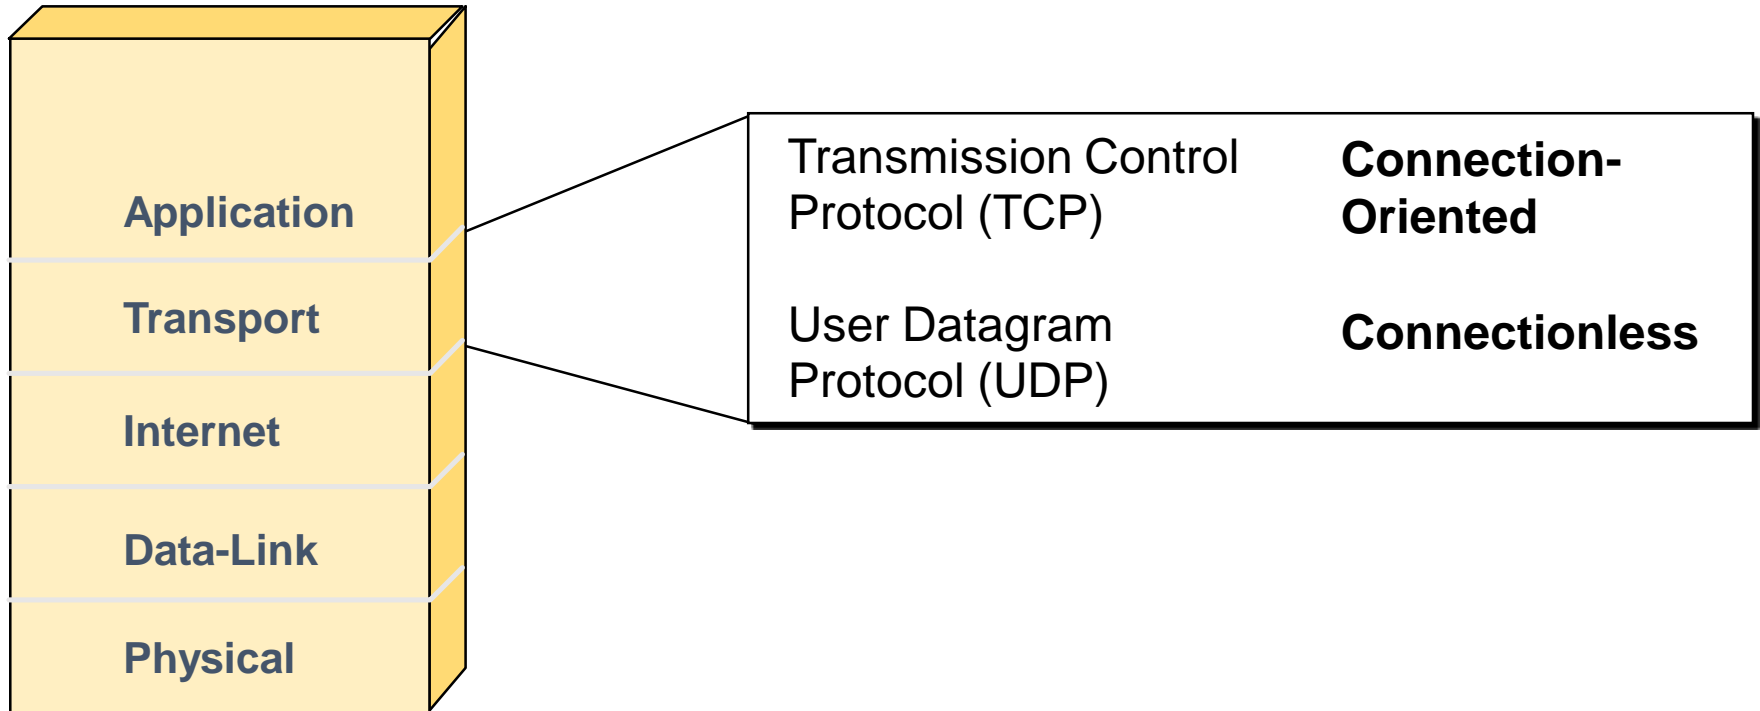 Application
Transport
Internet
Data-Link
Physical
Transmission Control
Protocol (TCP)
Connection-
Oriented
User Datagram
Protocol (UDP)
Connectionless